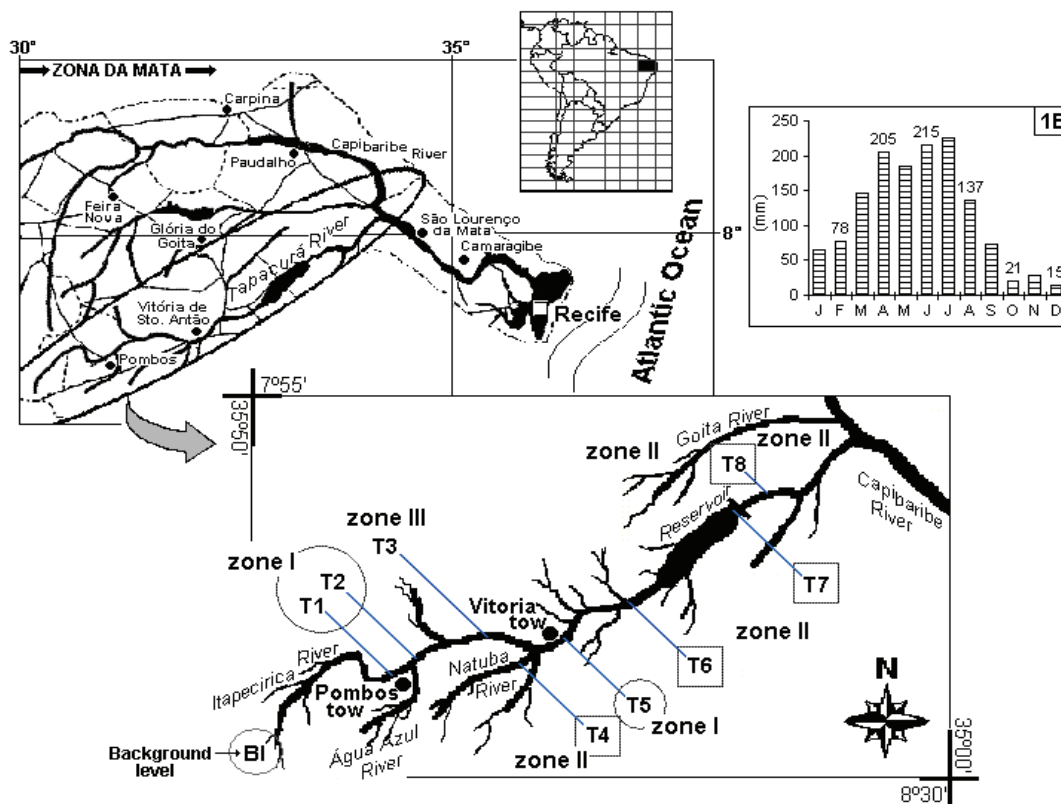 30°
35°
ZONA DA MATA
Carpina
Capibaribe
River
Paudalho
Feira
Nova
Glória do
Goita
São Lourenço
da Mata
8°
Camaragibe
Tapacurá River
Vitória de
Sto. Antão
Recife
Pombos
Atlantic Ocean
1B
250
200
150
100
50
0
(mm)
78
205
215
137
21
15
J F M A M J J A S O N D
7°55'
35°50'
Goita River
zone II
zone II
T8
Reservoir
Capibaribe
River
zone III
T3
zone I
T2
T1
T7
Vitoria
tow
zone II
Natuba
River
T6
Itapecirica River
Pombos
tow
T5
zone I
T4
zone II
Água Azul
River
Background
level
Bl
N
35°00'
8°30'